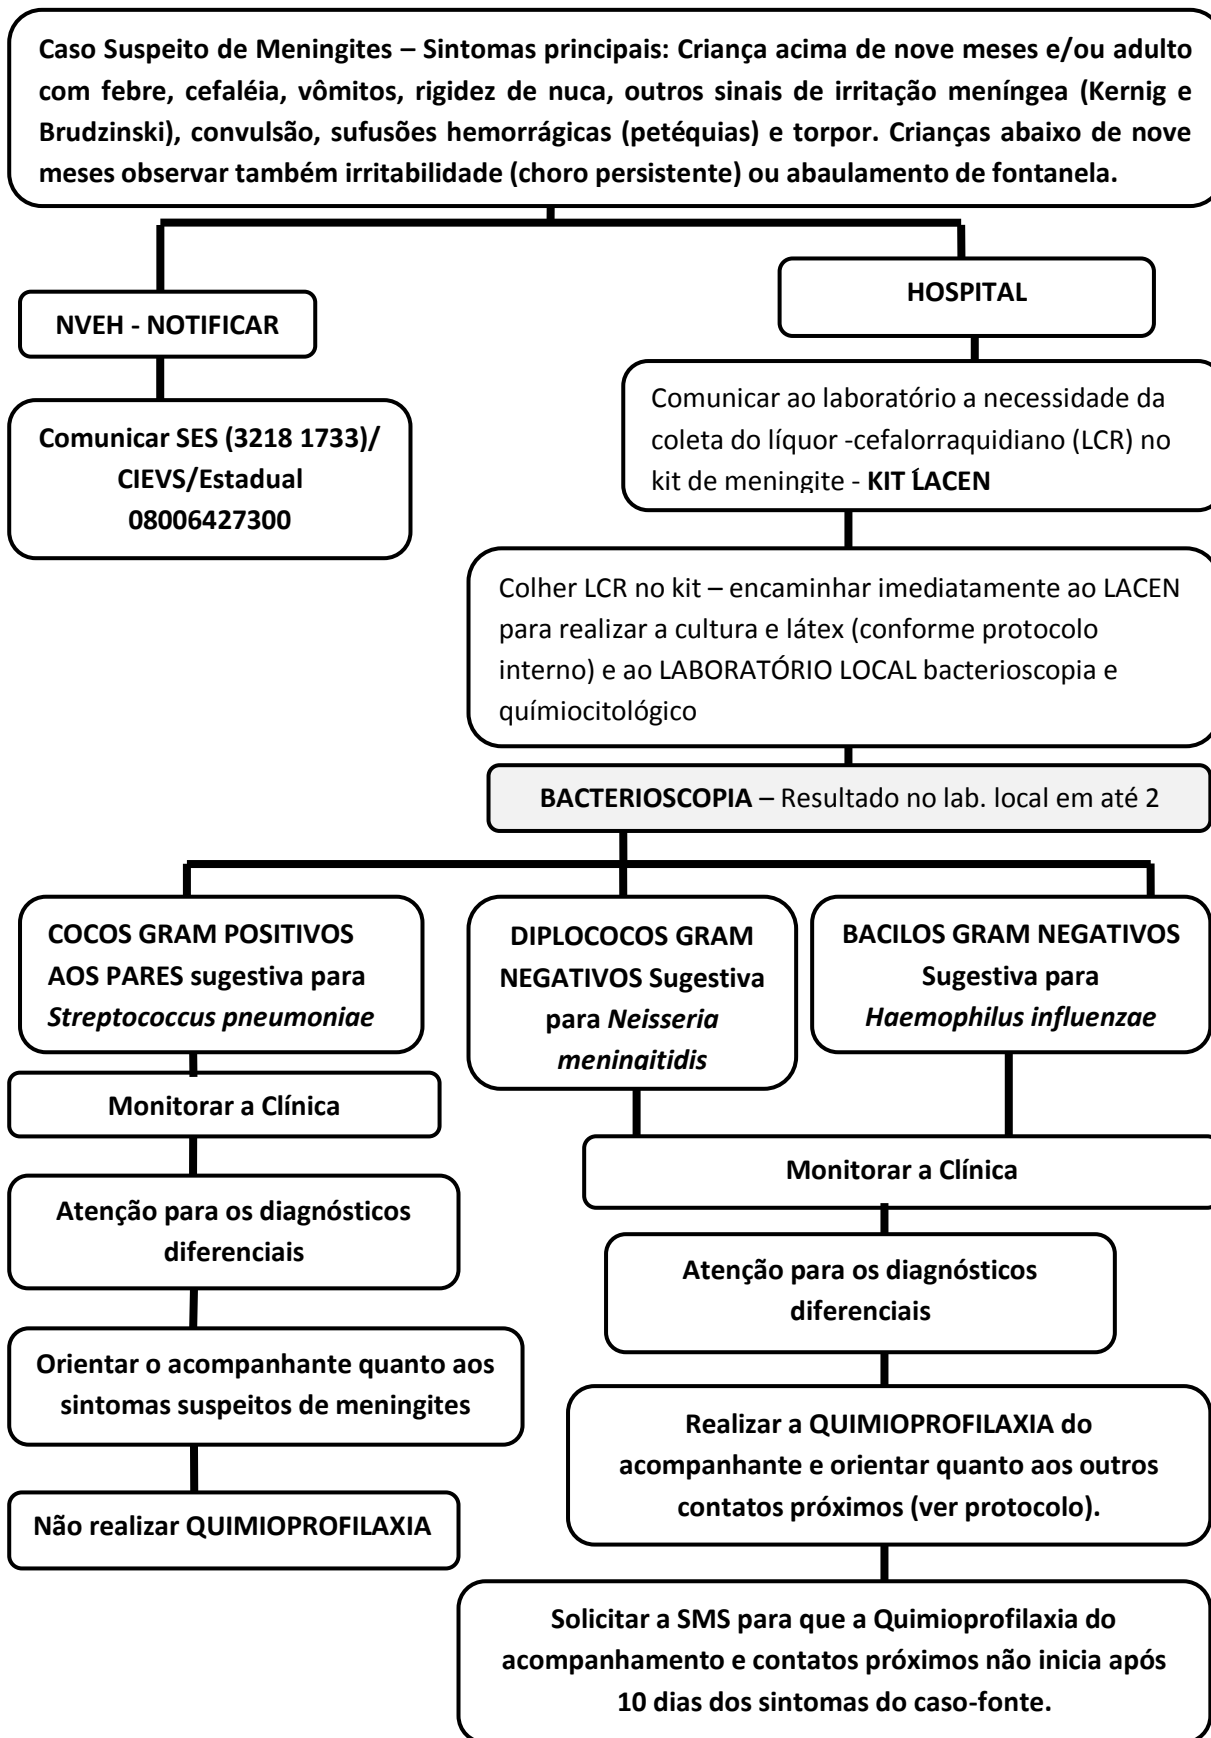 Caso Suspeito de Meningites – Sintomas principais: Criança acima de nove meses e/ou adulto
com febre, cefaléia, vômitos, rigidez de nuca, outros sinais de irritação meníngea (Kernig e
Brudzinski), convulsão, sufusões hemorrágicas (petéquias) e torpor. Crianças abaixo de nove
meses observar também irritabilidade (choro persistente) ou abaulamento de fontanela.
NVEH - NOTIFICAR
HOSPITAL
Comunicar SES (3218 1733)/
CIEVS/Estadual
08006427300
Comunicar ao laboratório a necessidade da
coleta do líquor -cefalorraquidiano (LCR) no
kit de meningite - KIT ĹACEN
Colher LCR no kit – encaminhar imediatamente ao LACEN
para realizar a cultura e látex (conforme protocolo
interno) e ao LABORATÓRIO LOCAL bacterioscopia e
químiocitológico
BACTERIOSCOPIA – Resultado no lab. local em até 2
COCOS GRAM POSITIVOS
AOS PARES sugestiva para
Streptococcus pneumoniae
DIPLOCOCOS GRAM
NEGATIVOS Sugestiva
para Neisseria
meningitidis
BACILOS GRAM NEGATIVOS
Sugestiva para
Haemophilus influenzae
Monitorar a Clínica
Atenção para os diagnósticos
diferenciais
Orientar o acompanhante quanto aos
sintomas suspeitos de meningites
Não realizar QUIMIOPROFILAXIA
Monitorar a Clínica
Atenção para os diagnósticos
diferenciais
Realizar a QUIMIOPROFILAXIA do
acompanhante e orientar quanto aos outros
contatos próximos (ver protocolo).
Solicitar a SMS para que a Quimioprofilaxia do
acompanhamento e contatos próximos não inicia após
10 dias dos sintomas do caso-fonte.